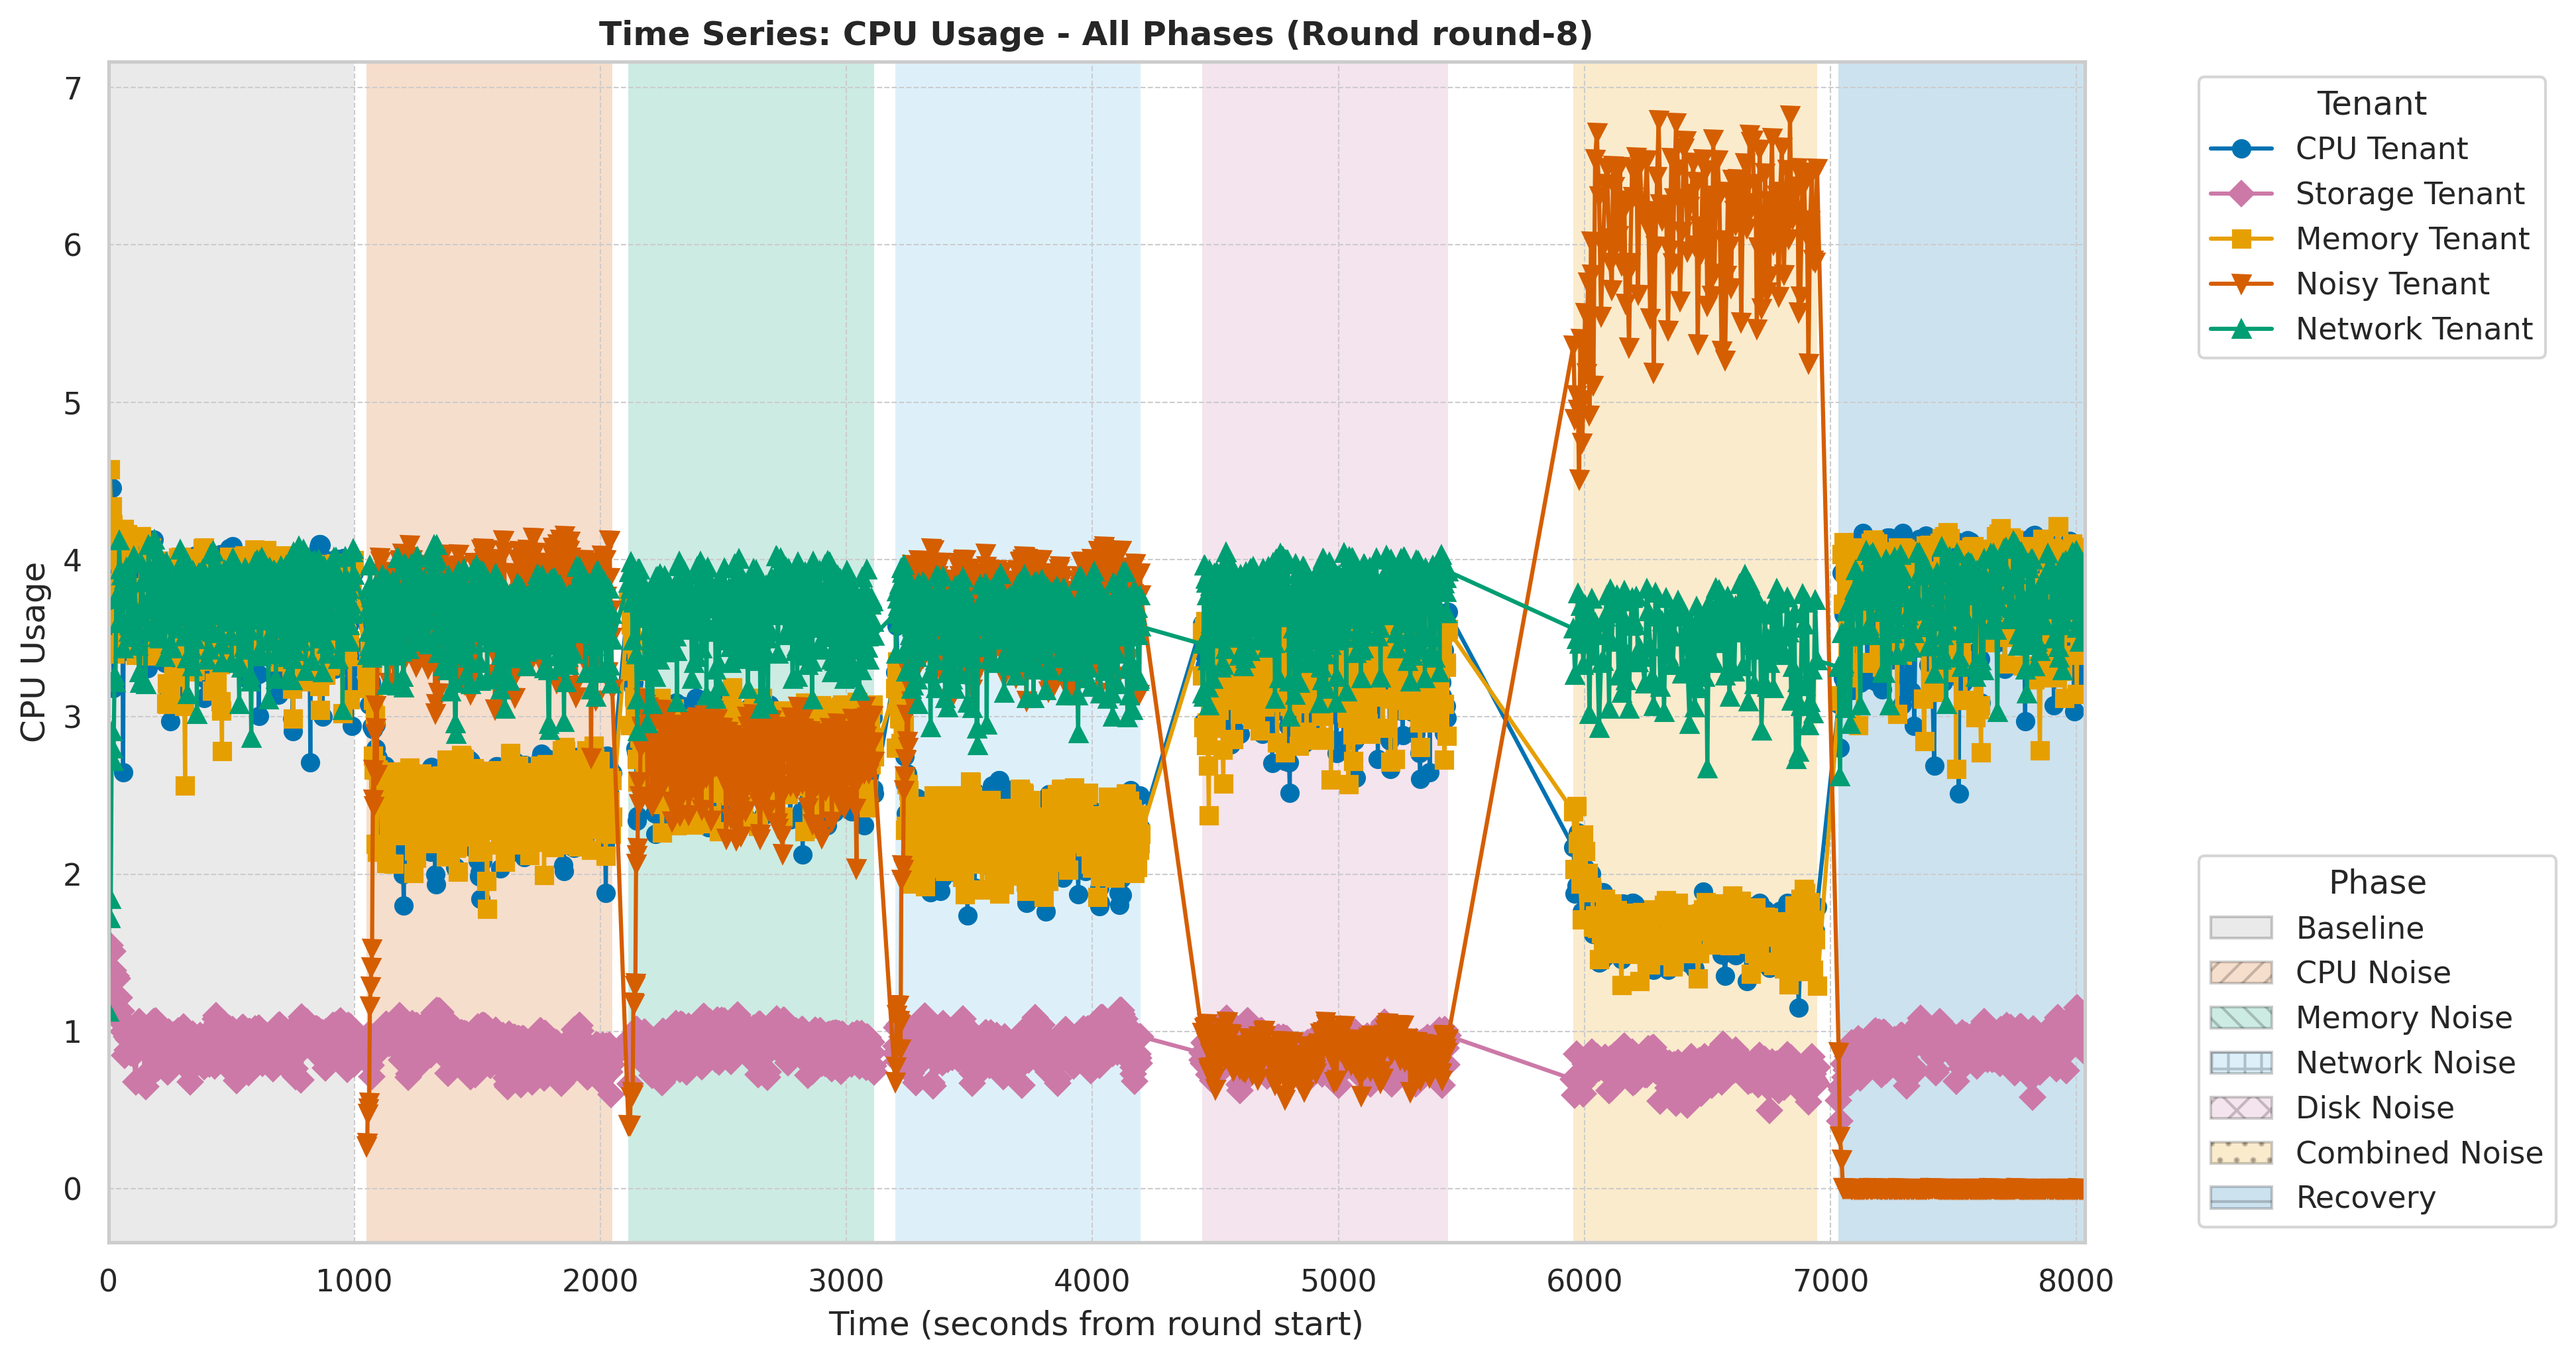 Time Series: CPU Usage - All Phases (Round round-8)
7
6
5
4
3
2
1
0
CPU Usage
0 1000 2000 3000 4000 5000 6000 7000 8000
Time (seconds from round start)
Tenant
CPU Tenant
Storage Tenant
Memory Tenant
Noisy Tenant
Network Tenant
Phase
Baseline
CPU Noise
Memory Noise
Network Noise
Disk Noise
Combined Noise
Recovery